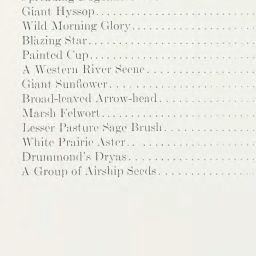 Giant Hyssop
Wild Morning Glory
Blazing Star
Painted Cup
A Western River Scene
Giant Sunflower
Broad-leaved Arrow-head
Marsh Felwort
Lesser Pasture Sage Brush
White Prairie Aster
Drummond's Dryas
A Group of Airship Seeds